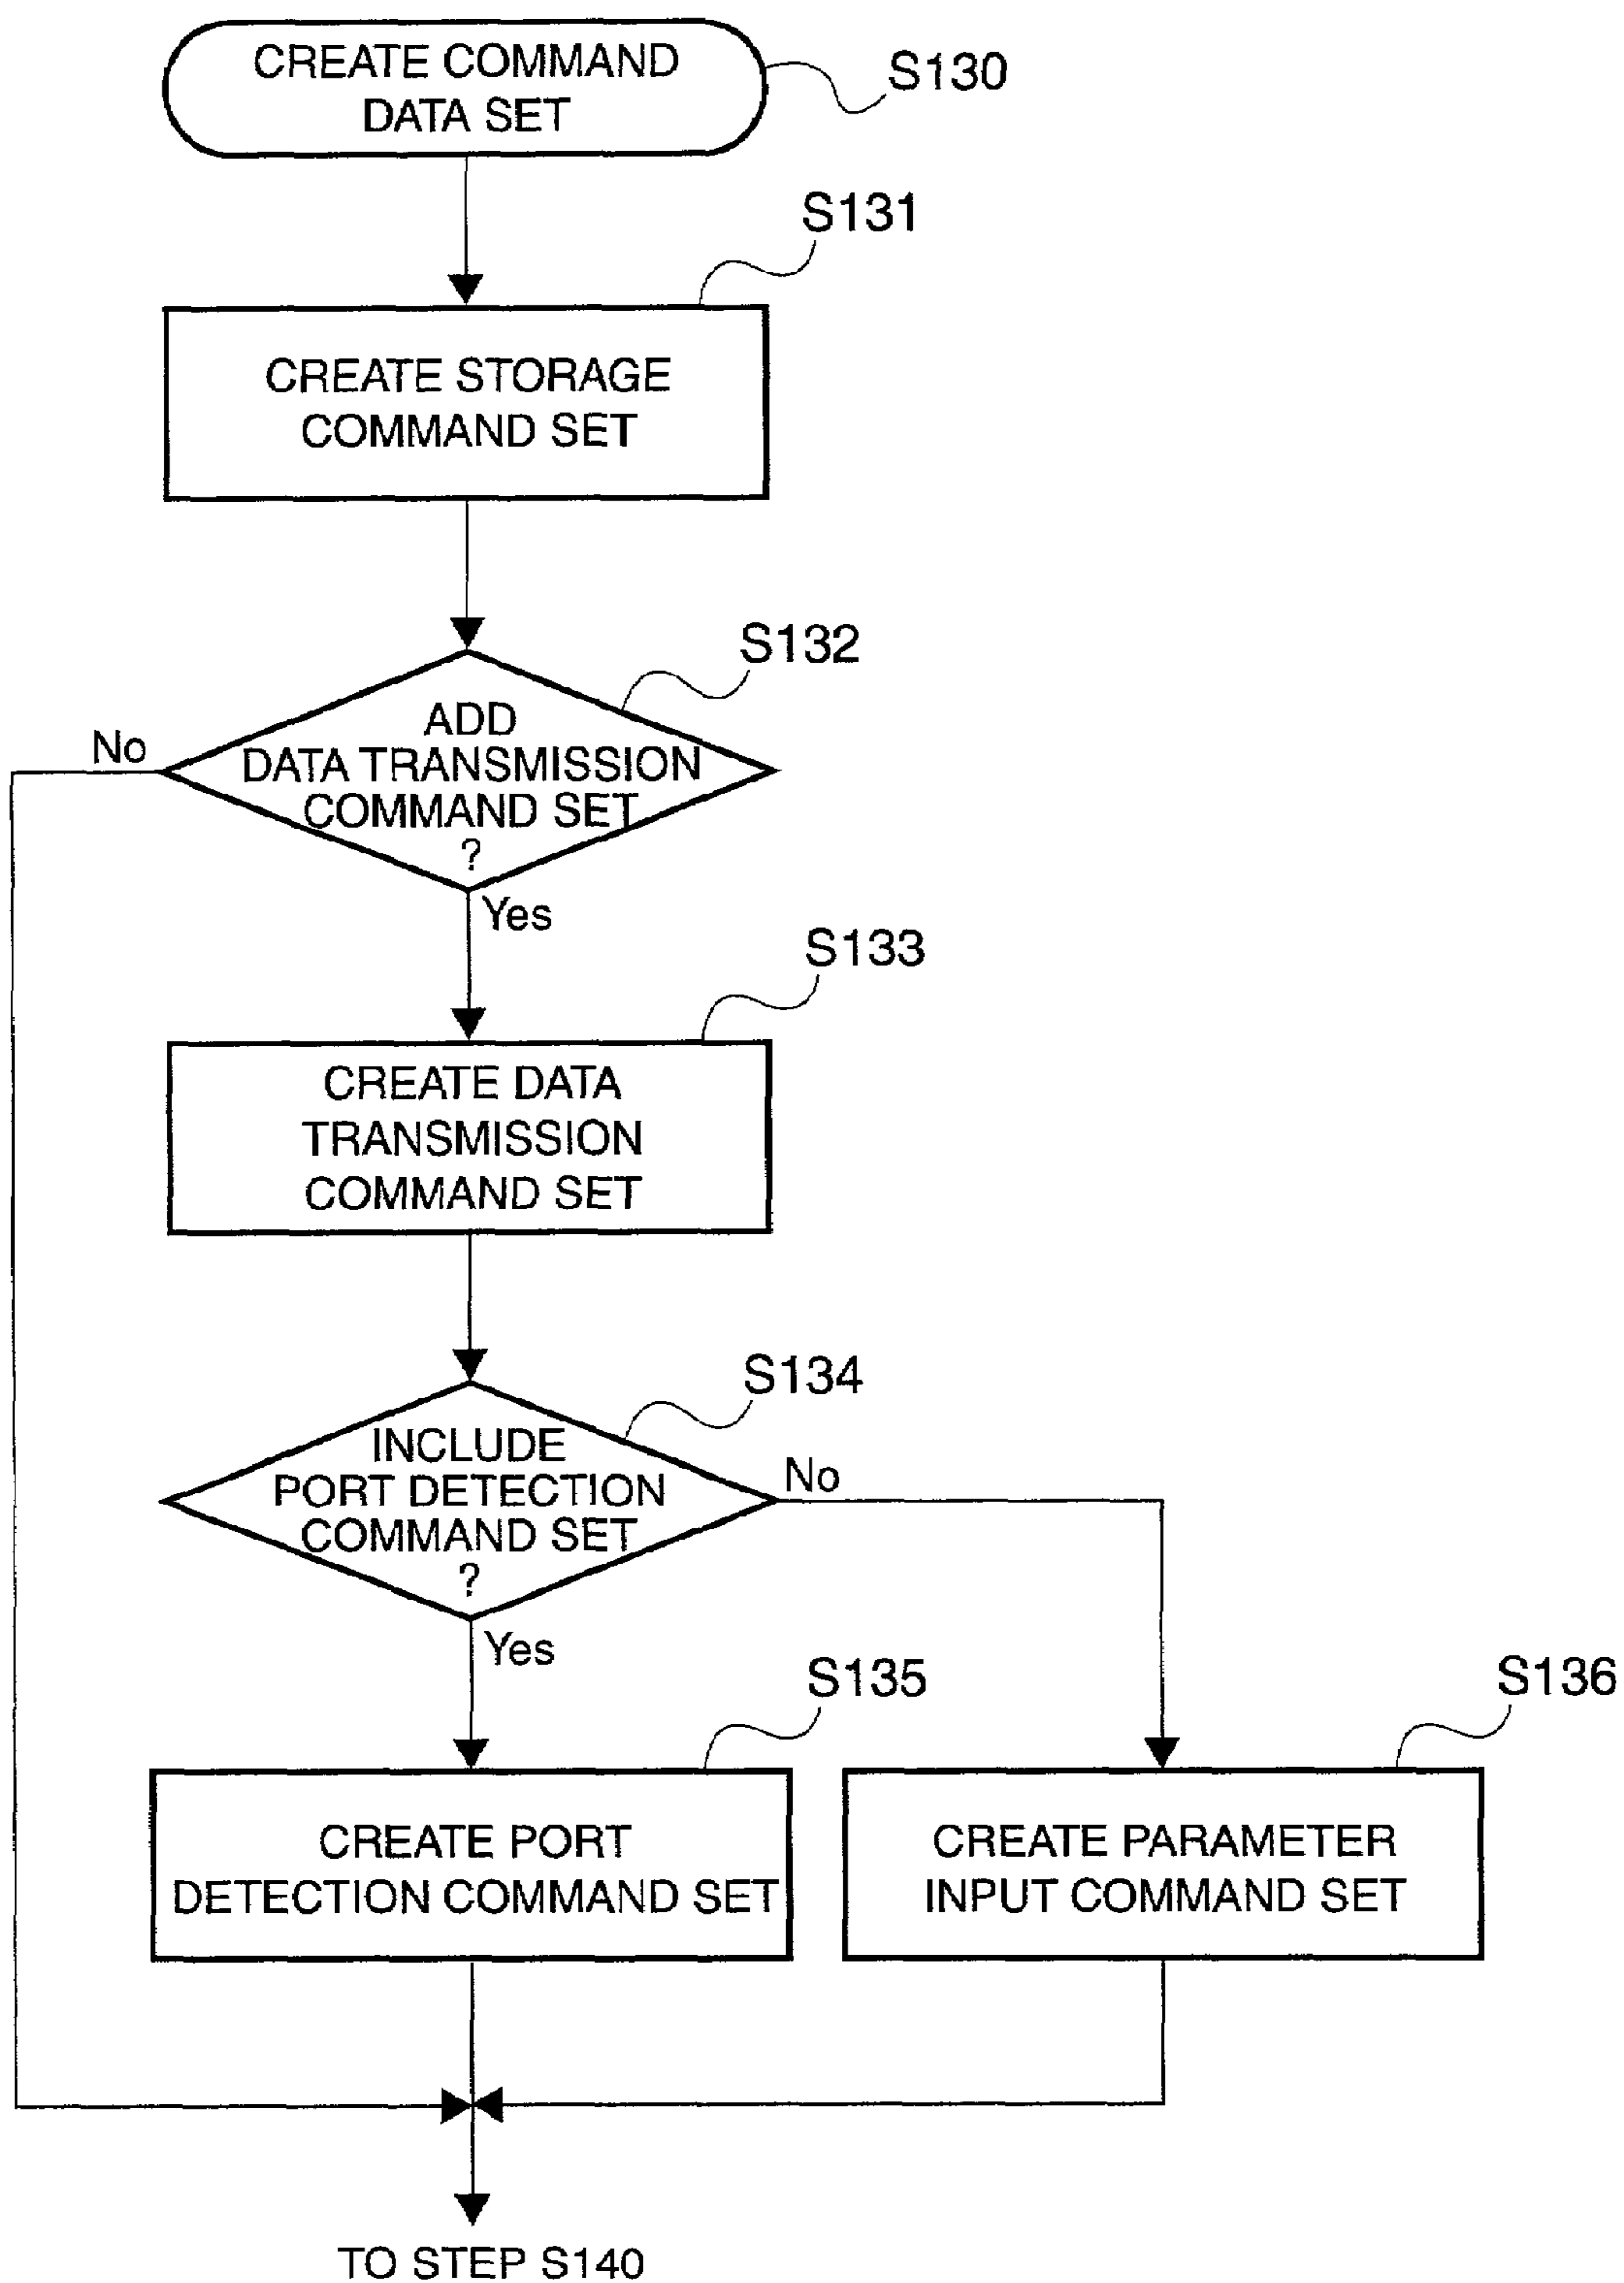 CREATE COMMAND
DATA SET
S130
S131
CREATE STORAGE
COMMAND SET
S132
ADD
DATA TRANSMISSION
COMMAND SET
?
No
Yes
S133
CREATE DATA
TRANSMISSION
COMMAND SET
S134
INCLUDE
PORT DETECTION
COMMAND SET
?
No
Yes
S135
CREATE PORT
DETECTION COMMAND SET
S136
CREATE PARAMETER
INPUT COMMAND SET
TO STEP S140